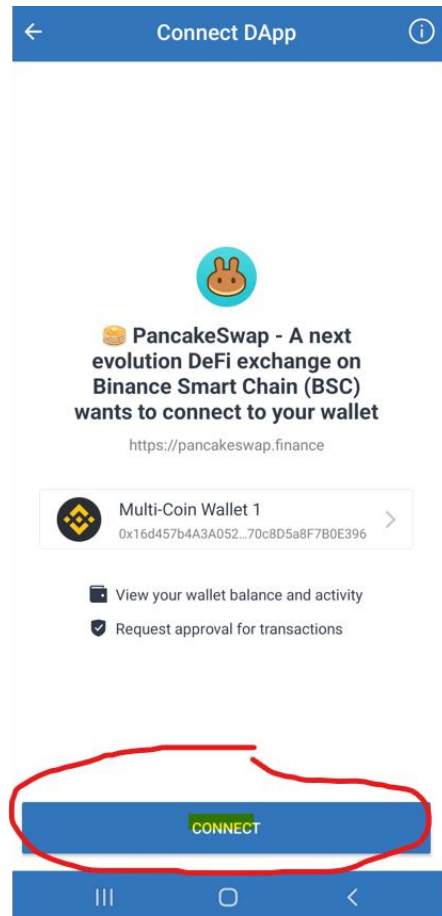 Connect DApp
🥞 PancakeSwap - A next
evolution DeFi exchange on
Binance Smart Chain (BSC)
wants to connect to your wallet
https://pancakeswap.finance
Multi-Coin Wallet 1
0x16d457b4A3A052...70c8D5a8F7B0E396
View your wallet balance and activity
Request approval for transactions
CONNECT